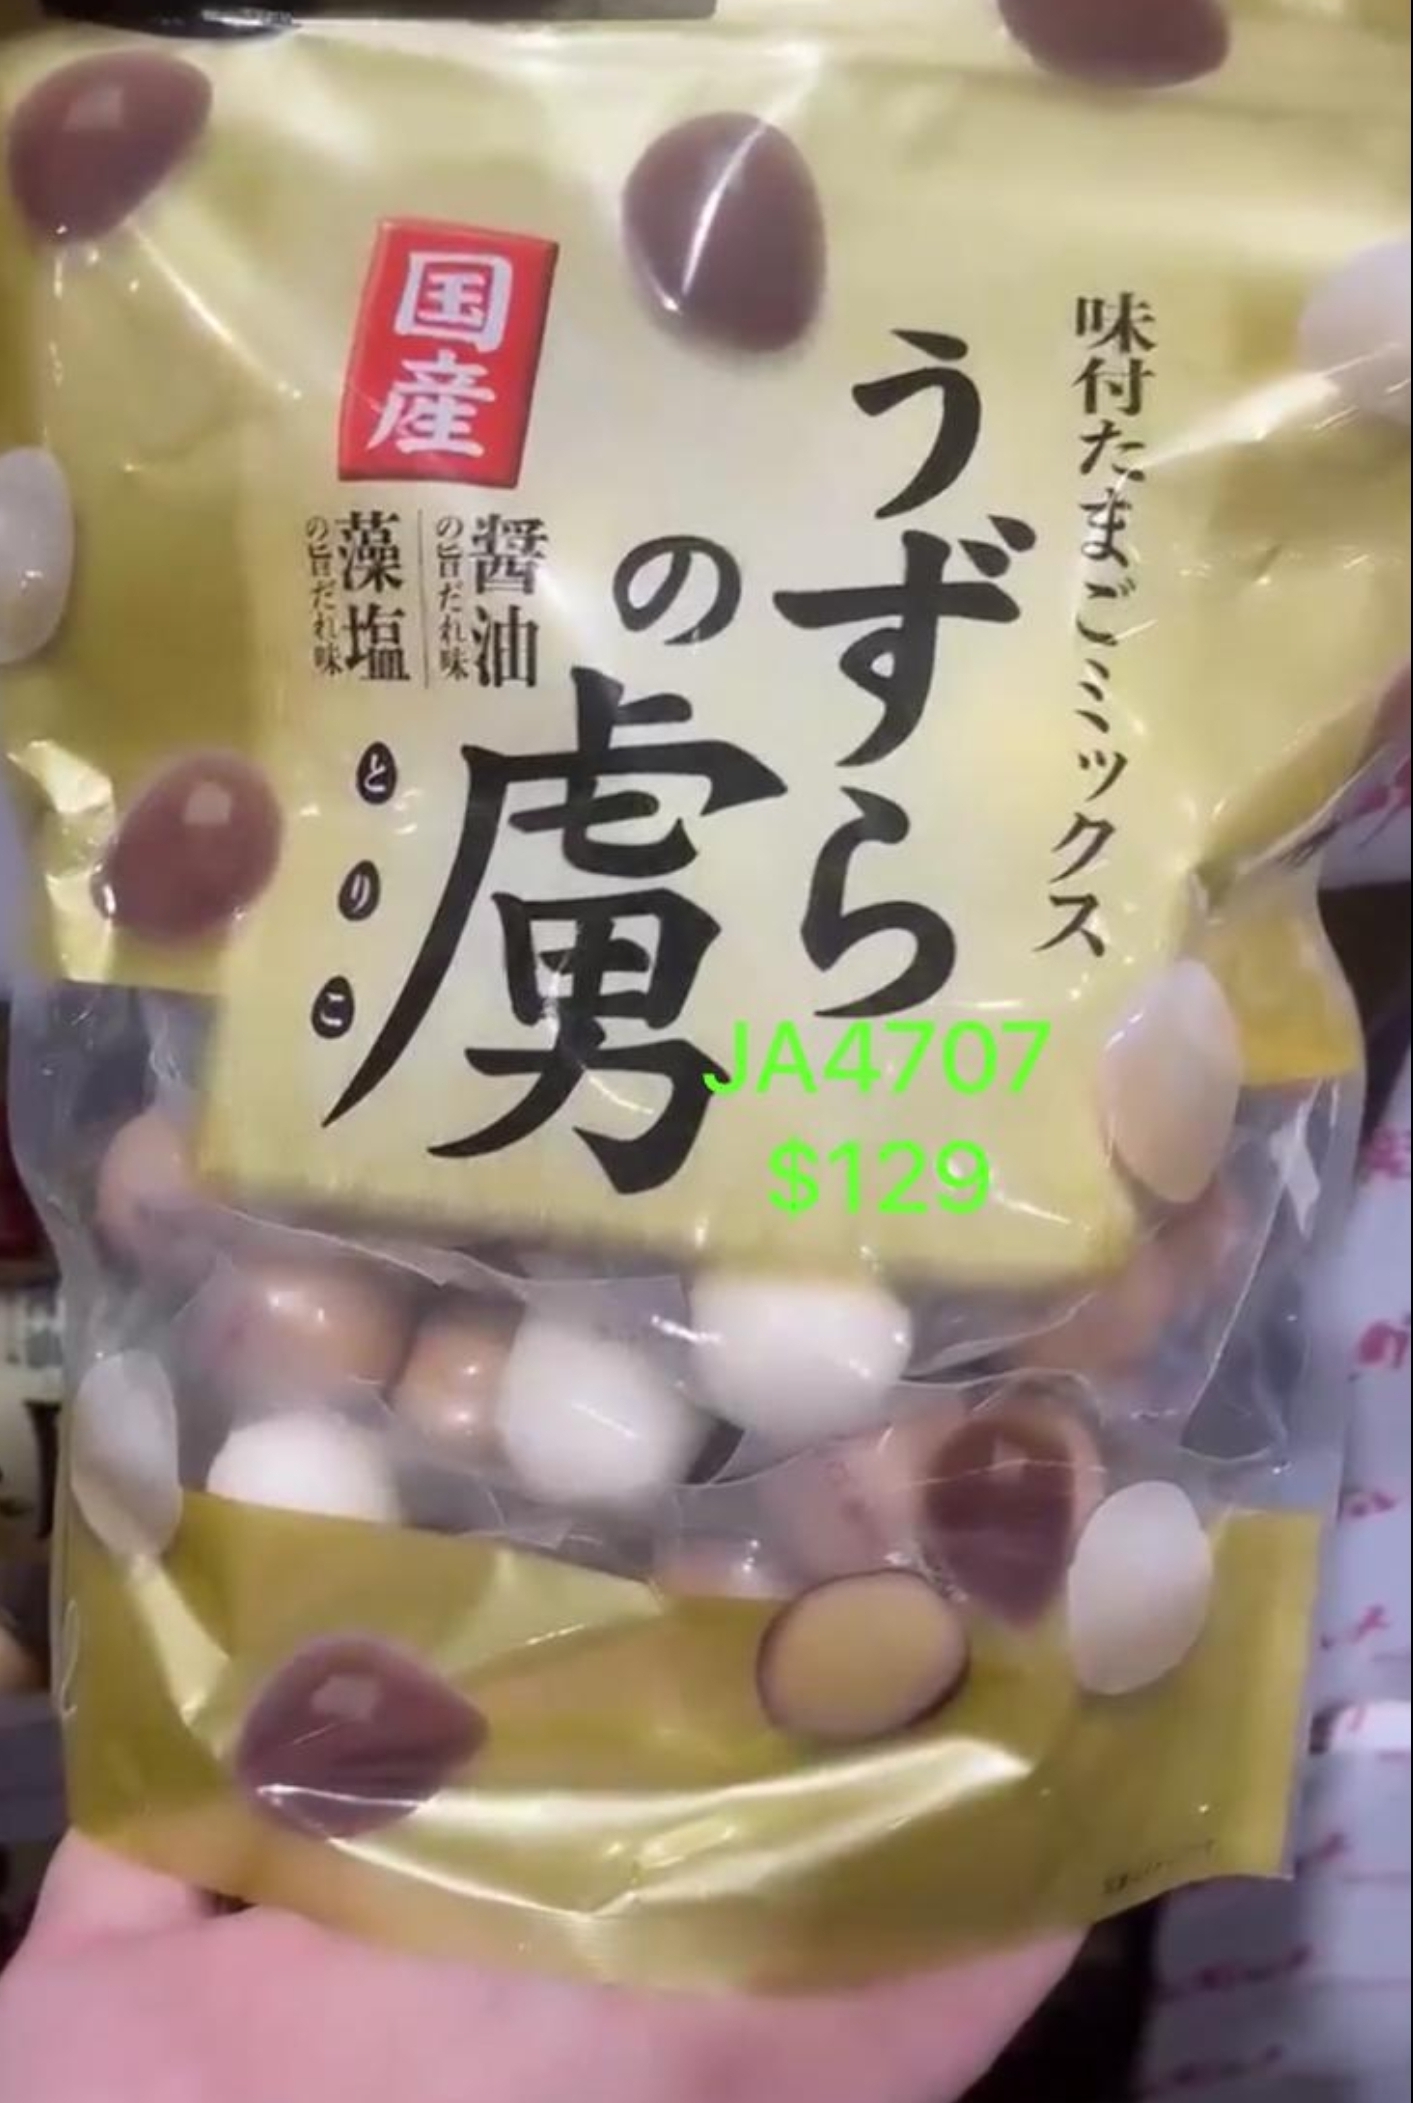 味付たまごミックス
うずら
の虜
とりこ
国産
醤油
の旨だれ味
藻塩
の旨だれ味
JA4707
$129